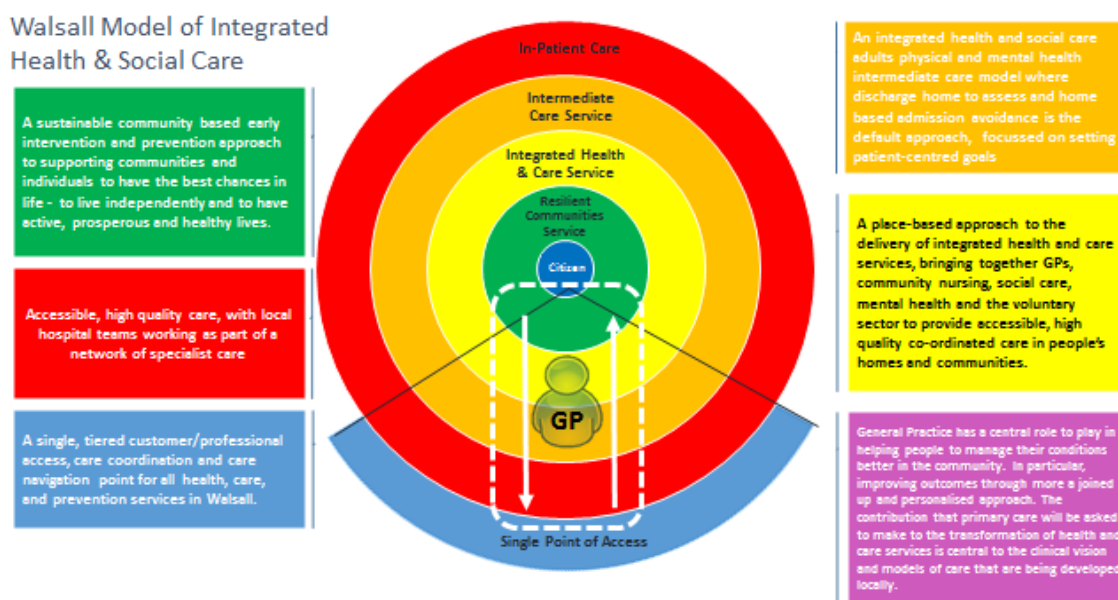 Walsall Model of Integrated
Health & Social Care
A sustainable community based early
intervention and prevention approach
to supporting communities and
individuals to have the best chances in
life - to live independently and to have
active, prosperous and healthy lives.
Accessible, high quality care, with local
hospital teams working as part of a
network of specialist care
A single, tiered customer/professional
access, care coordination and care
navigation point for all health, care,
and prevention services in Walsall.
In-Patient Care
Intermediate
Care Service
Integrated Health
& Care Service
Resilient
Communities
Service
Citizen
GP
Single Point of Access
An integrated health and social care
adults physical and mental health
intermediate care model where
discharge home to assess and home
based admission avoidance is the
default approach, focussed on setting
patient-centred goals
A place-based approach to the
delivery of integrated health and care
services, bringing together GPs,
community nursing, social care,
mental health and the voluntary
sector to provide accessible, high
quality co-ordinated care in people's
homes and communities.
General Practice has a central role to play in
helping people to manage their conditions
better in the community. In particular,
improving outcomes through more a joined
up and personalised approach. The
contribution that primary care will be asked
to make to the transformation of health and
care services is central to the clinical vision
and models of care that are being developed
locally.